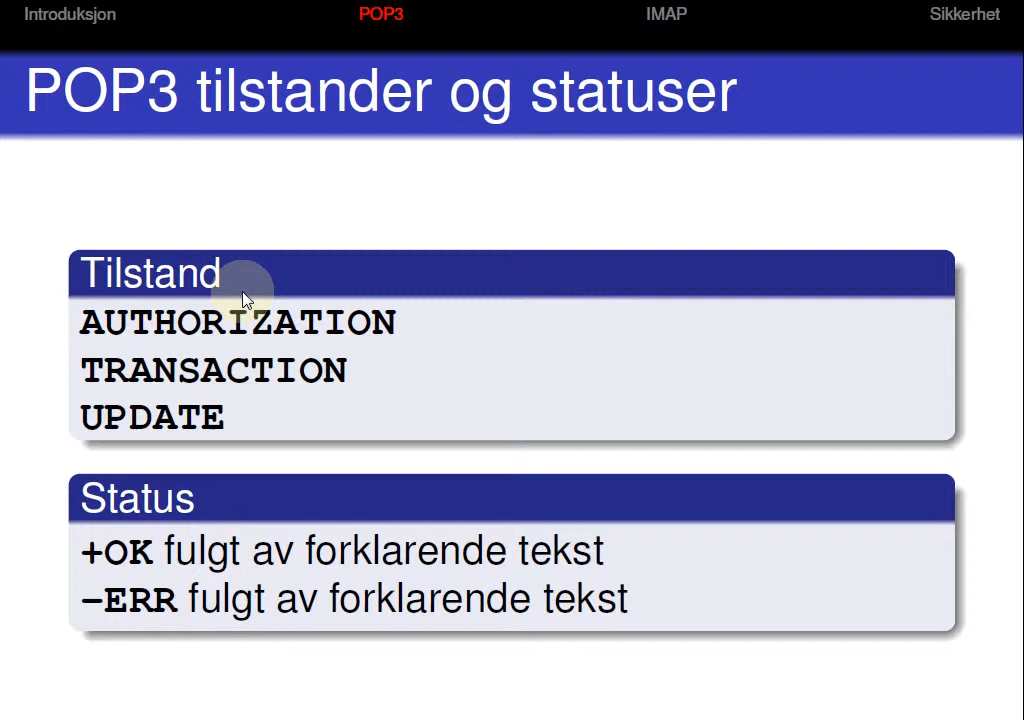 Introduksjon POP3 IMAP Sikkerhet
POP3 tilstander og statuser
Tilstand
AUTHORIZATION
TRANSACTION
UPDATE
Status
+OK fulgt av forklarende tekst
−ERR fulgt av forklarende tekst